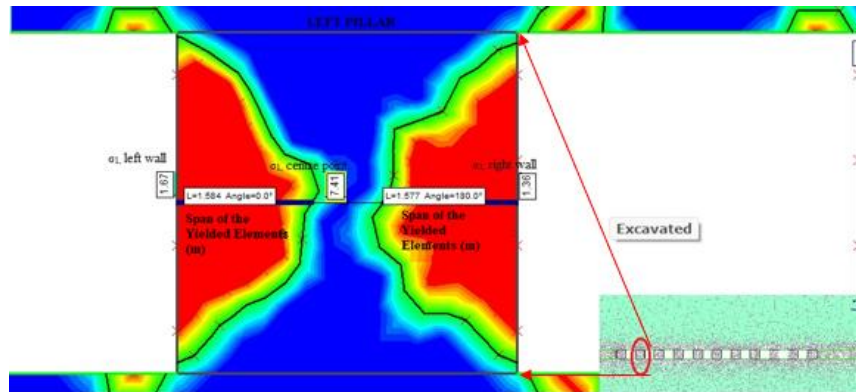 LEFT PILLAR
σ1, left wall
σ1, centre point
σ1, right wall
1.67
7.41
1.36
L=1.584 Angle=0.0°
L=1.577 Angle=180.0°
Span of the
Yielded Elements
(m)
Span of the
Yielded
Elements (m)
Excavated